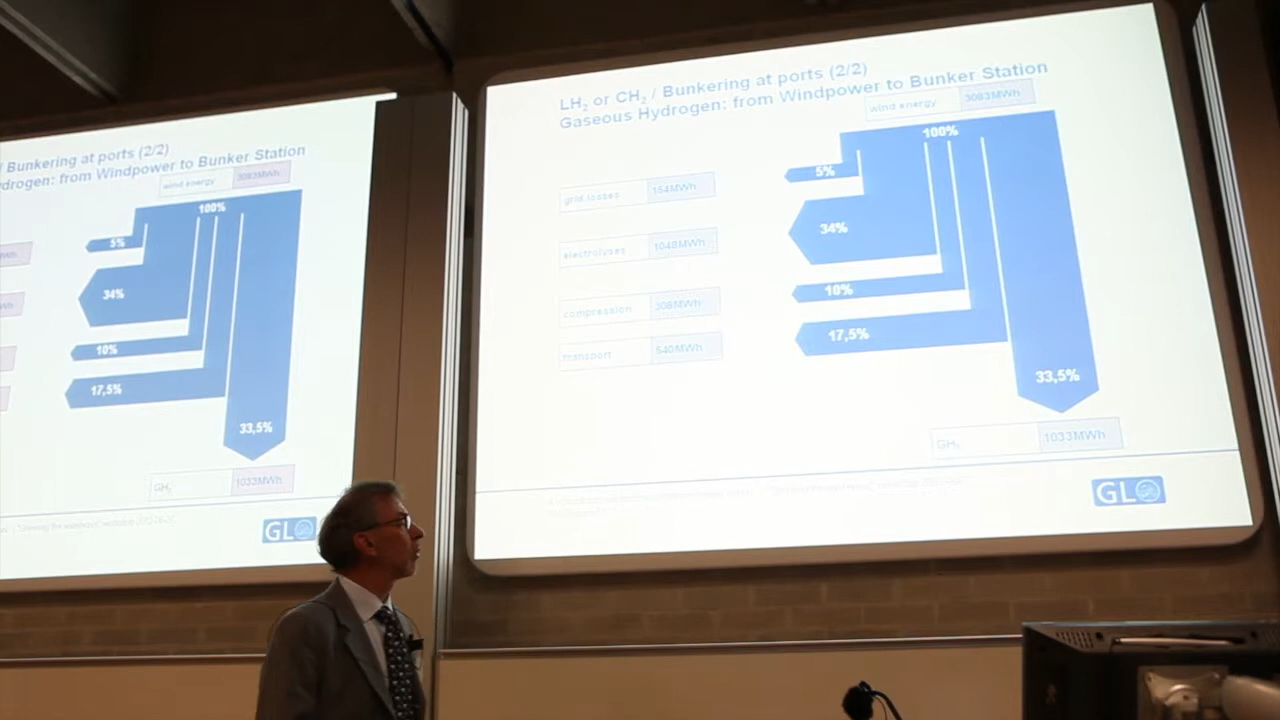 / Bunkering at ports (2/2)
drogen: from Windpower to Bunker Station
wind energy 3083MWh
100%
5%
34%
10%
17,5%
33,5%
GH₂ 1033MWh
GL
LH₂ or CH₂ / Bunkering at ports (2/2)
Gaseous Hydrogen: from Windpower to Bunker Station
wind energy 3083MWh
100%
grid losses 154MWh
5%
electrolyses 1048MWh
34%
compression 308MWh
10%
transport 540MWh
17,5%
33,5%
GH₂ 1033MWh
GL